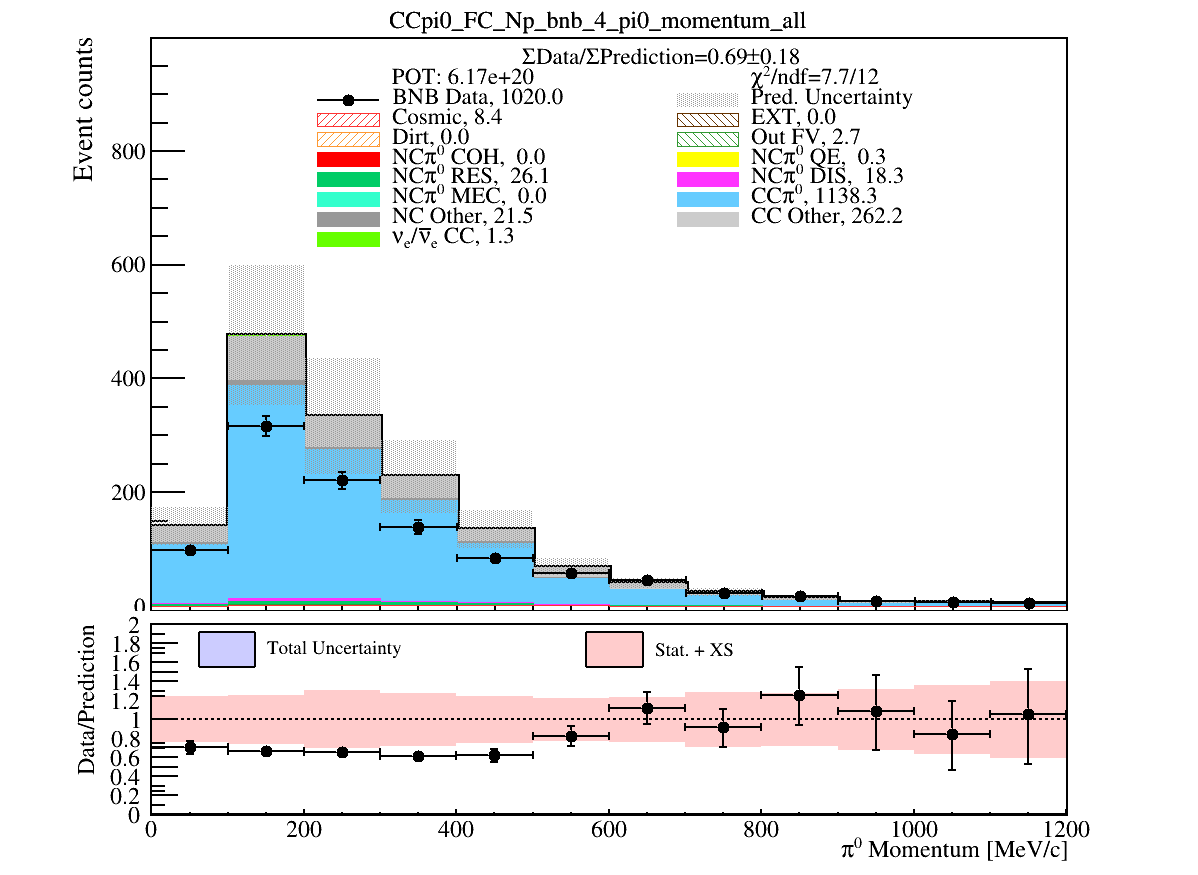 CCpi0_FC_Np_bnb_4_pi0_momentum_all
ΣData/ΣPrediction=0.69±0.18
POT: 6.17e+20 χ²/ndf=7.7/12
BNB Data, 1020.0 Pred. Uncertainty
Cosmic, 8.4 EXT, 0.0
Dirt, 0.0 Out FV, 2.7
NCπ⁰ COH, 0.0 NCπ⁰ QE, 0.3
NCπ⁰ RES, 26.1 NCπ⁰ DIS, 18.3
NCπ⁰ MEC, 0.0 CCπ⁰, 1138.3
NC Other, 21.5 CC Other, 262.2
νₑ/ν̅ₑ CC, 1.3
Event counts
800
600
400
200
0
Total Uncertainty Stat. + XS
Data/Prediction
2
1.8
1.6
1.4
1.2
1
0.8
0.6
0.4
0.2
0
0 200 400 600 800 1000 1200
π⁰ Momentum [MeV/c]